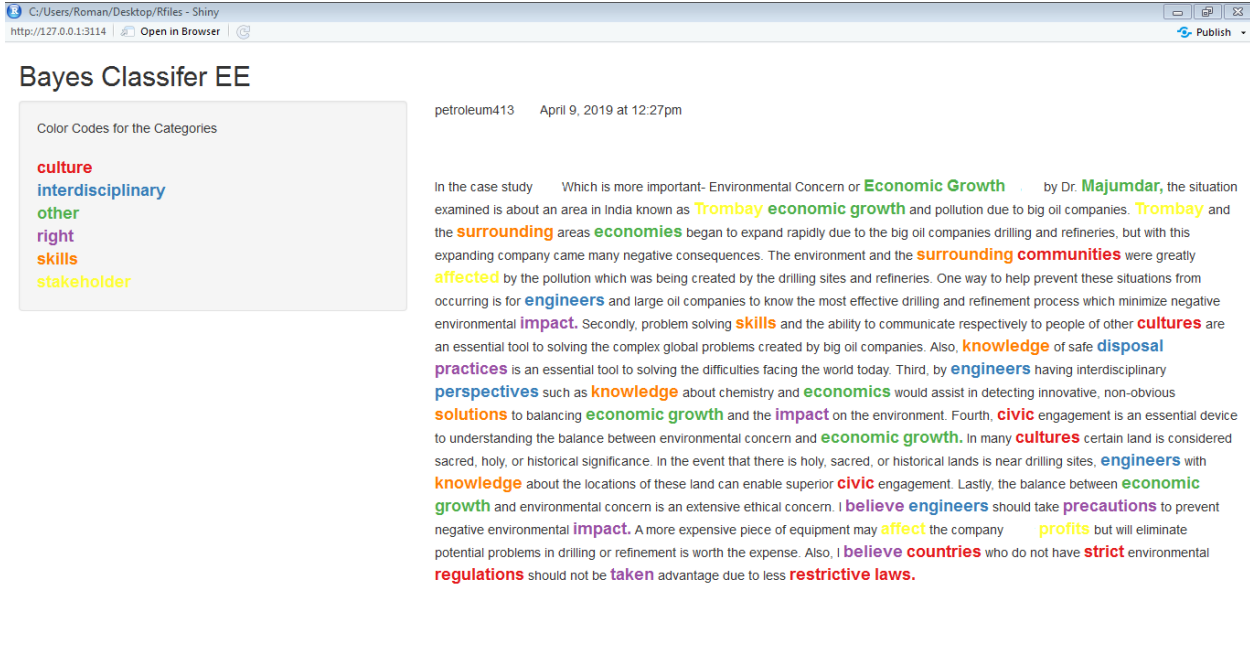 C:/Users/Roman/Desktop/Rfiles - Shiny
http://127.0.0.1:3114 Open in Browser Publish
Bayes Classifer EE
Color Codes for the Categories
culture
interdisciplinary
other
right
skills
stakeholder
petroleum413 April 9, 2019 at 12:27pm
In the case study Which is more important- Environmental Concern or Economic Growth by Dr. Majumdar, the situation
examined is about an area in India known as Trombay economic growth and pollution due to big oil companies. Trombay and
the surrounding areas economies began to expand rapidly due to the big oil companies drilling and refineries, but with this
expanding company came many negative consequences. The environment and the surrounding communities were greatly
affected by the pollution which was being created by the drilling sites and refineries. One way to help prevent these situations from
occurring is for engineers and large oil companies to know the most effective drilling and refinement process which minimize negative
environmental impact. Secondly, problem solving skills and the ability to communicate respectively to people of other cultures are
an essential tool to solving the complex global problems created by big oil companies. Also, knowledge of safe disposal
practices is an essential tool to solving the difficulties facing the world today. Third, by engineers having interdisciplinary
perspectives such as knowledge about chemistry and economics would assist in detecting innovative, non-obvious
solutions to balancing economic growth and the impact on the environment. Fourth, civic engagement is an essential device
to understanding the balance between environmental concern and economic growth. In many cultures certain land is considered
sacred, holy, or historical significance. In the event that there is holy, sacred, or historical lands is near drilling sites, engineers with
knowledge about the locations of these land can enable superior civic engagement. Lastly, the balance between economic
growth and environmental concern is an extensive ethical concern. I believe engineers should take precautions to prevent
negative environmental impact. A more expensive piece of equipment may affect the company profits but will eliminate
potential problems in drilling or refinement is worth the expense. Also, I believe countries who do not have strict environmental
regulations should not be taken advantage due to less restrictive laws.